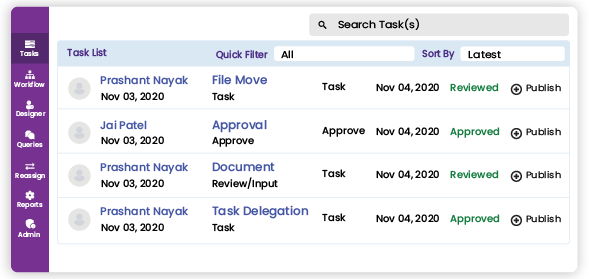 Search Task(s)
Tasks
Workflow
Designer
Queries
Reassign
Reports
Admin
Task List
Quick Filter All
Sort By Latest
Prashant Nayak File Move Task Nov 04, 2020 Reviewed Publish
Nov 03, 2020 Task
Jai Patel Approval Approve Nov 04, 2020 Approved Publish
Nov 03, 2020 Approve
Prashant Nayak Document Task Nov 04, 2020 Reviewed Publish
Nov 03, 2020 Review/Input
Prashant Nayak Task Delegation Task Nov 04, 2020 Approved Publish
Nov 03, 2020 Task